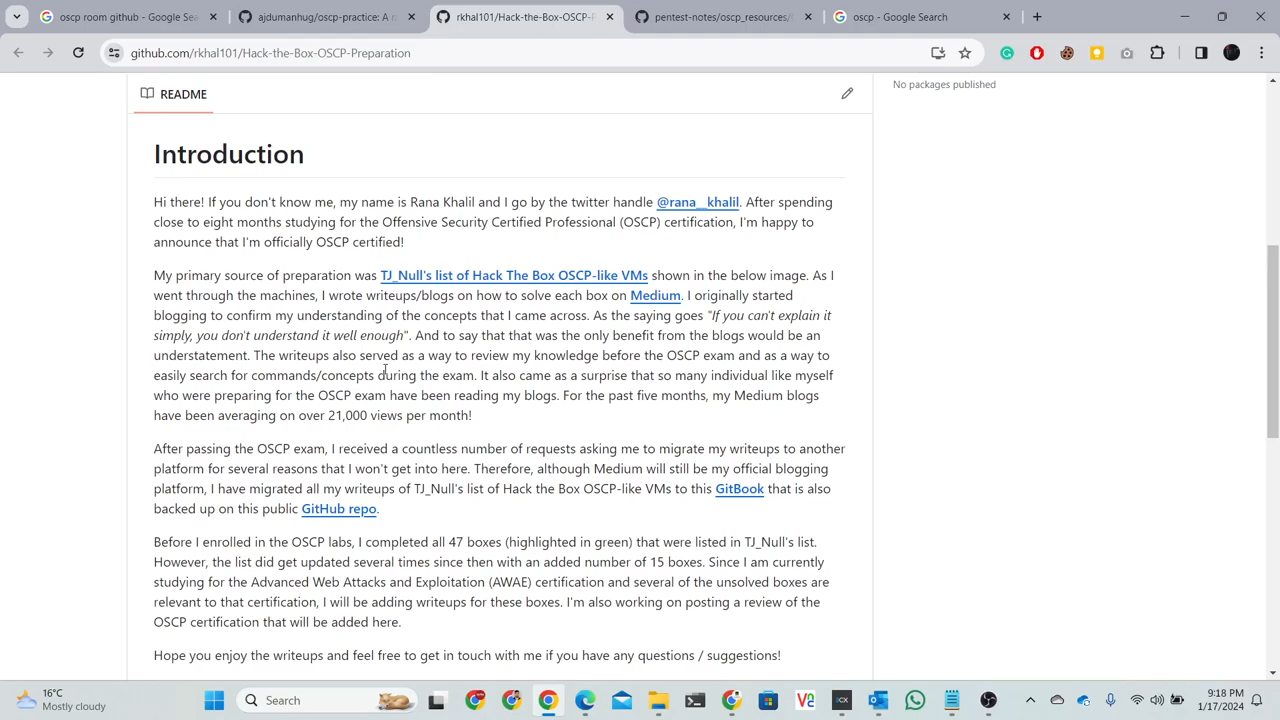 oscp room google Sea
ajdumanhug/oscp-practice: A r
rkhal101/Hack-the-Box-OSCP-Pr
pentest-notes/oscp_resources/
oscp - Google Search
github.com/rkhal101/Hack-the-Box-OSCP-Preparation
README
No packages published
Introduction
Hi there! If you don't know me, my name is Rana Khalil and I go by the twitter handle @rana__khalil. After spending
close to eight months studying for the Offensive Security Certified Professional (OSCP) certification, I'm happy to
announce that I'm officially OSCP certified!
My primary source of preparation was TJ_Null's list of Hack The Box OSCP-like VMs shown in the below image. As I
went through the machines, I wrote writeups/blogs on how to solve each box on Medium. I originally started
blogging to confirm my understanding of the concepts that I came across. As the saying goes "If you can't explain it
simply, you don't understand it well enough". And to say that that was the only benefit from the blogs would be an
understatement. The writeups also served as a way to review my knowledge before the OSCP exam and as a way to
easily search for commands/concepts during the exam. It also came as a surprise that so many individual like myself
who were preparing for the OSCP exam have been reading my blogs. For the past five months, my Medium blogs
have been averaging on over 21,000 views per month!
After passing the OSCP exam, I received a countless number of requests asking me to migrate my writeups to another
platform for several reasons that I won't get into here. Therefore, although Medium will still be my official blogging
platform, I have migrated all my writeups of TJ_Null's list of Hack the Box OSCP-like VMs to this GitBook that is also
backed up on this public GitHub repo.
Before I enrolled in the OSCP labs, I completed all 47 boxes (highlighted in green) that were listed in TJ_Null's list.
However, the list did get updated several times since then with an added number of 15 boxes. Since I am currently
studying for the Advanced Web Attacks and Exploitation (AWAE) certification and several of the unsolved boxes are
relevant to that certification, I will be adding writeups for these boxes. I'm also working on posting a review of the
OSCP certification that will be added here.
Hope you enjoy the writeups and feel free to get in touch with me if you have any questions / suggestions!
16°C
Mostly cloudy
Search
9:18 PM
1/17/2024